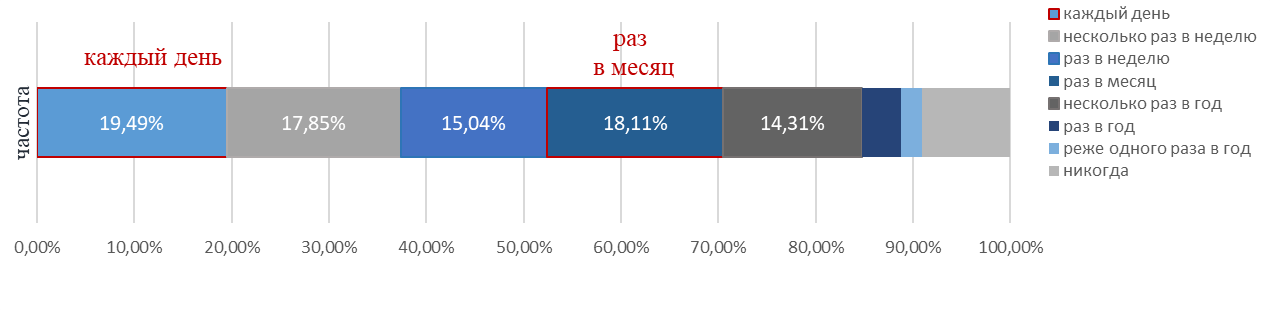 каждый день
раз
в месяц
частота
19,49%
17,85%
15,04%
18,11%
14,31%
0,00%
10,00%
20,00%
30,00%
40,00%
50,00%
60,00%
70,00%
80,00%
90,00%
100,00%
каждый день
несколько раз в неделю
раз в неделю
раз в месяц
несколько раз в год
раз в год
реже одного раза в год
никогда